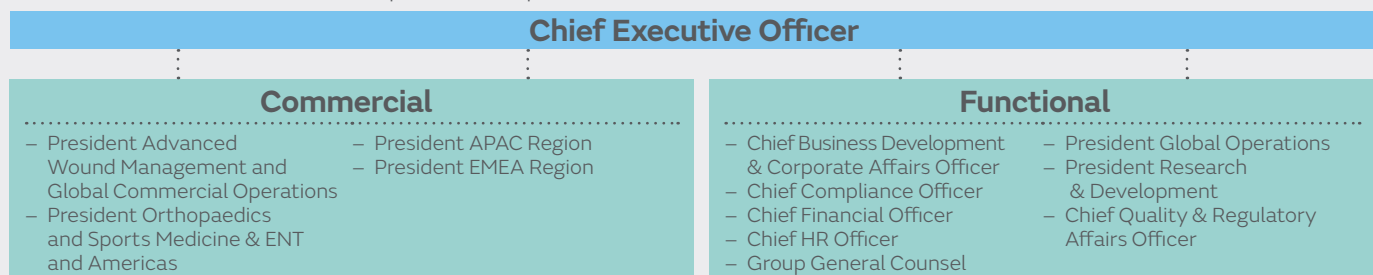 Chief Executive Officer
Commercial
– President Advanced
Wound Management and
Global Commercial Operations
– President Orthopaedics
and Sports Medicine & ENT
and Americas
– President APAC Region
– President EMEA Region
Functional
– Chief Business Development
& Corporate Affairs Officer
– Chief Compliance Officer
– Chief Financial Officer
– Chief HR Officer
– Group General Counsel
– President Global Operations
– President Research
& Development
– Chief Quality & Regulatory
Affairs Officer